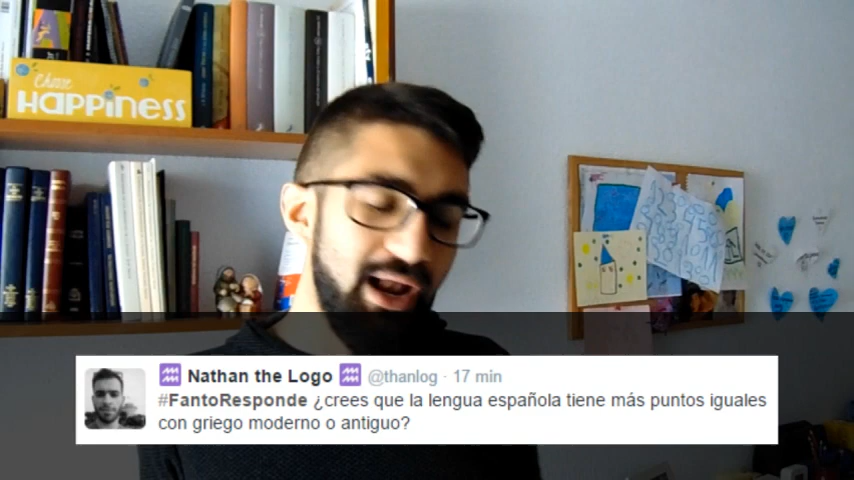 Chase
HAPPINESS
♒ Nathan the Logo ♒ @thanlog · 17 min
#FantoResponde ¿crees que la lengua española tiene más puntos iguales
con griego moderno o antiguo?